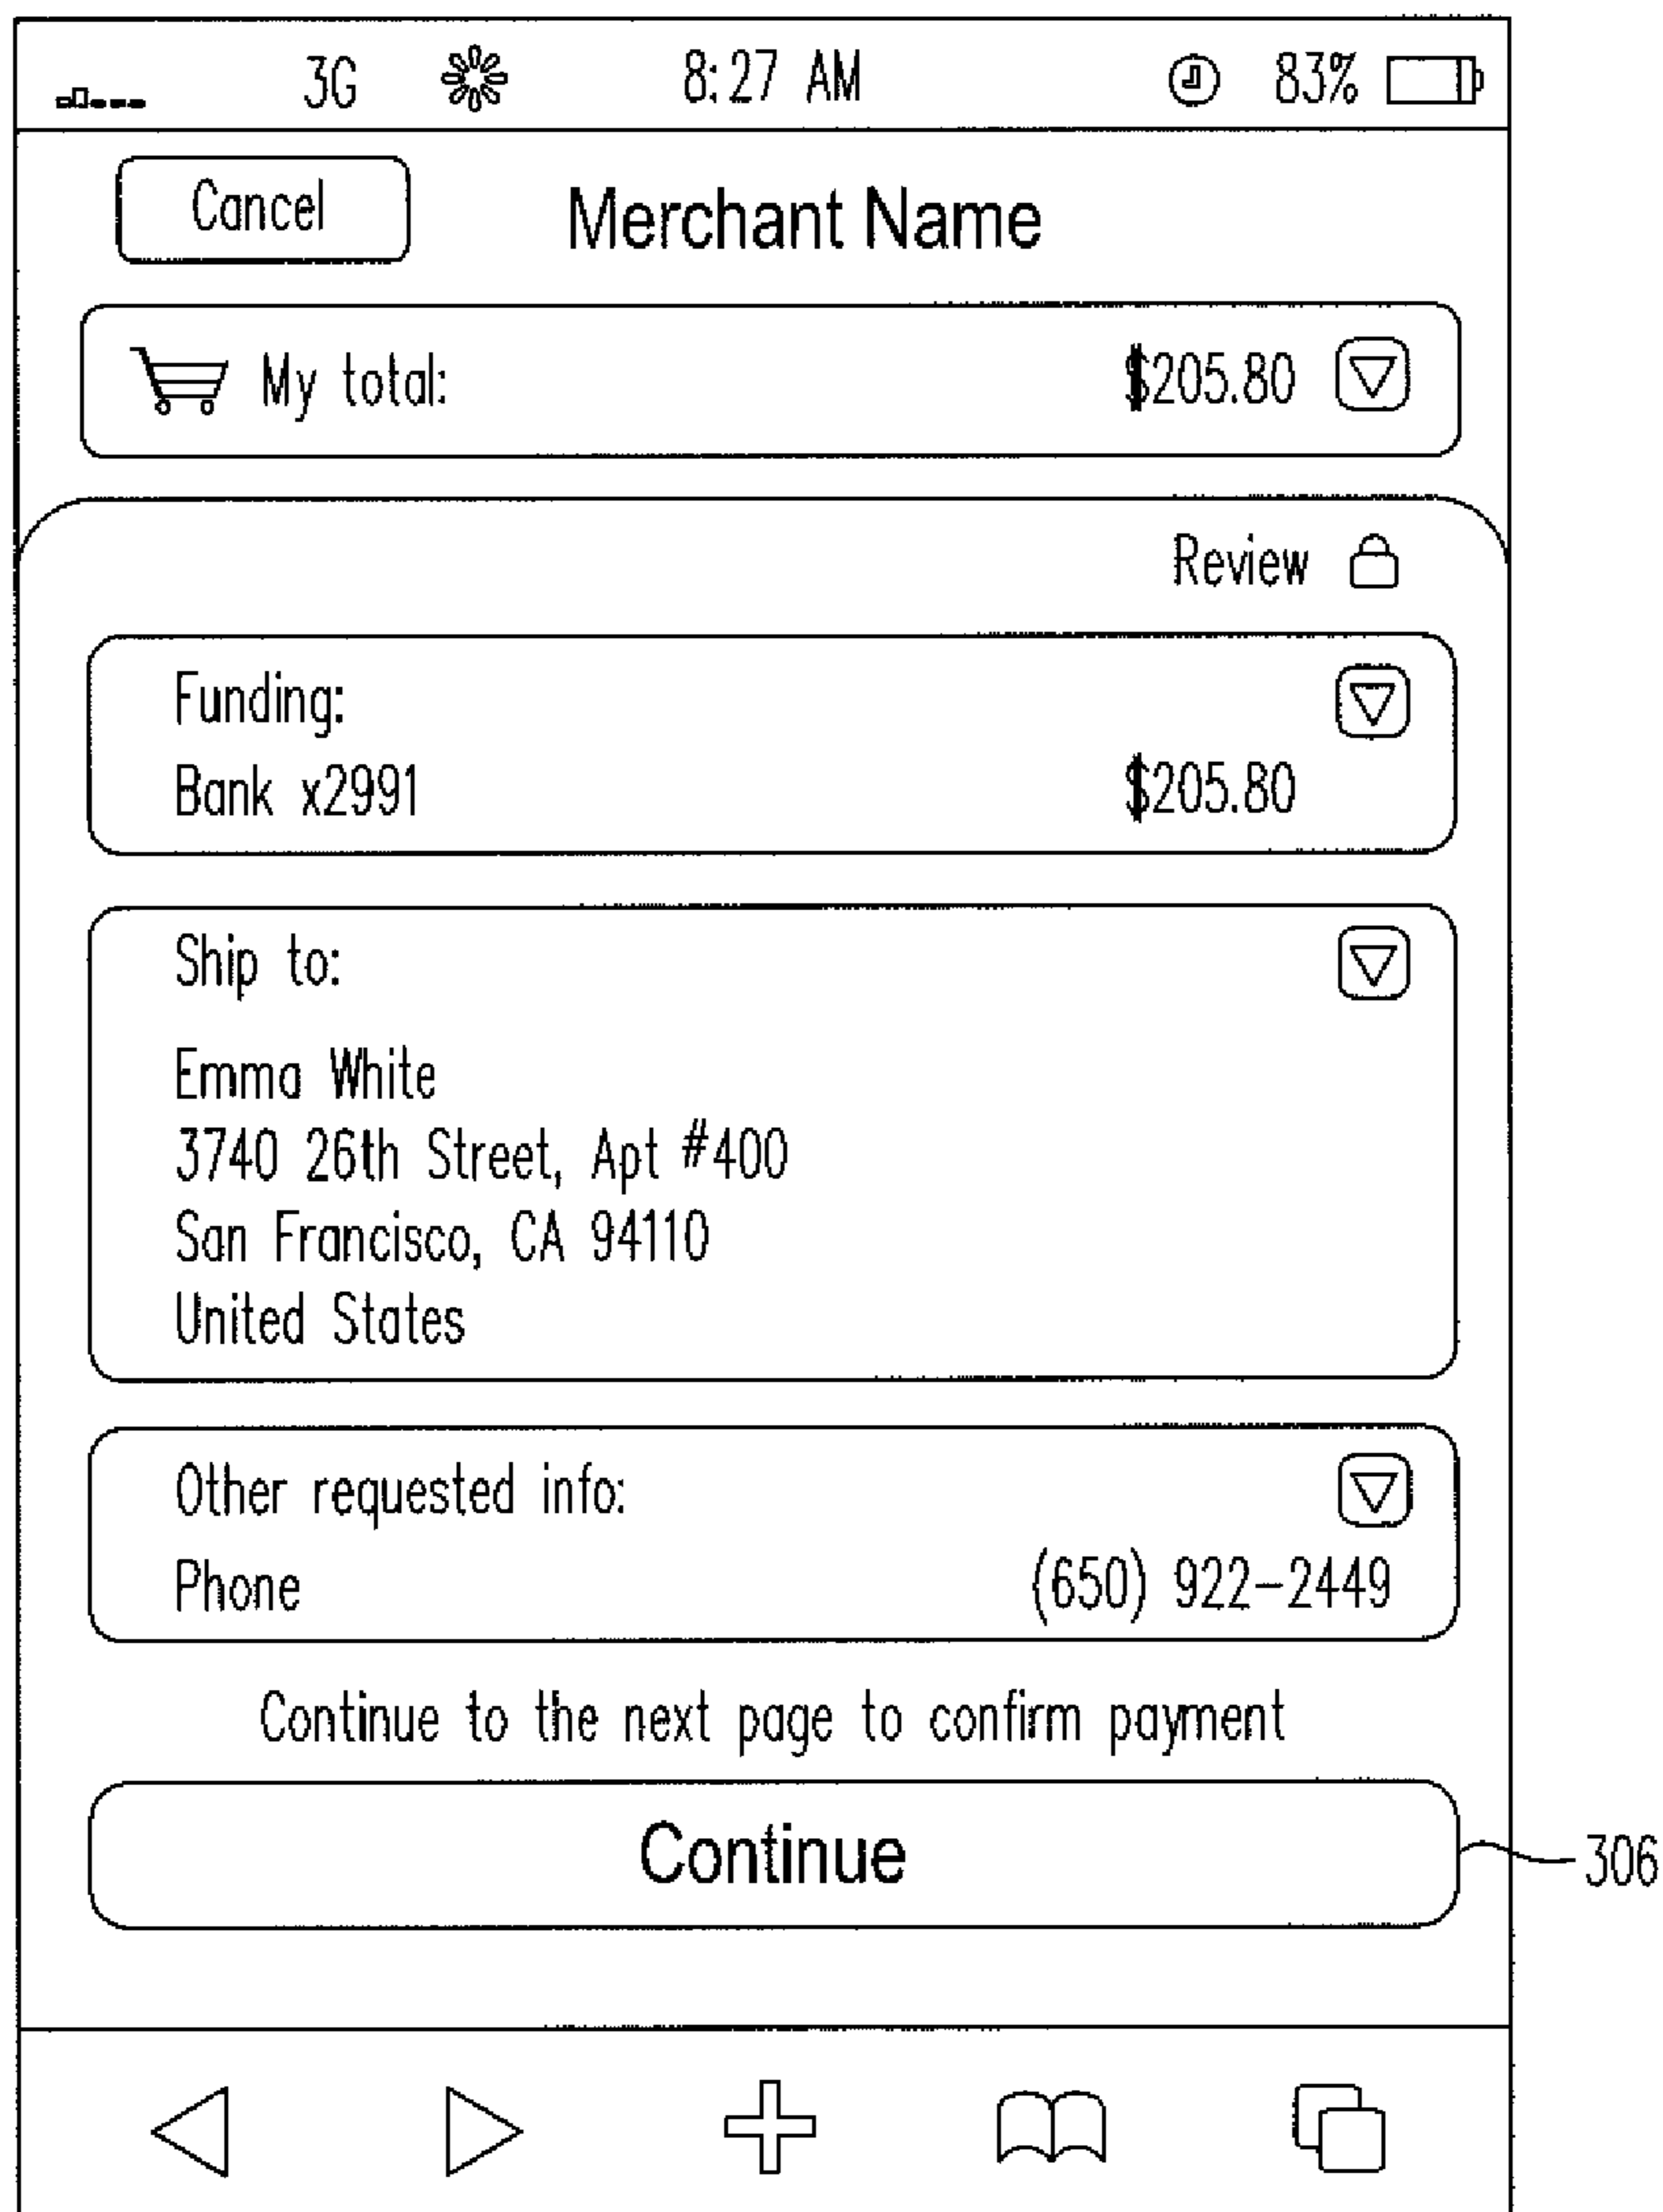 3G 8:27 AM 83%
Cancel Merchant Name
My total: $205.80
Review
Funding:
Bank x2991 $205.80
Ship to:
Emma White
3740 26th Street, Apt #400
San Francisco, CA 94110
United States
Other requested info:
Phone (650) 922-2449
Continue to the next page to confirm payment
Continue
306